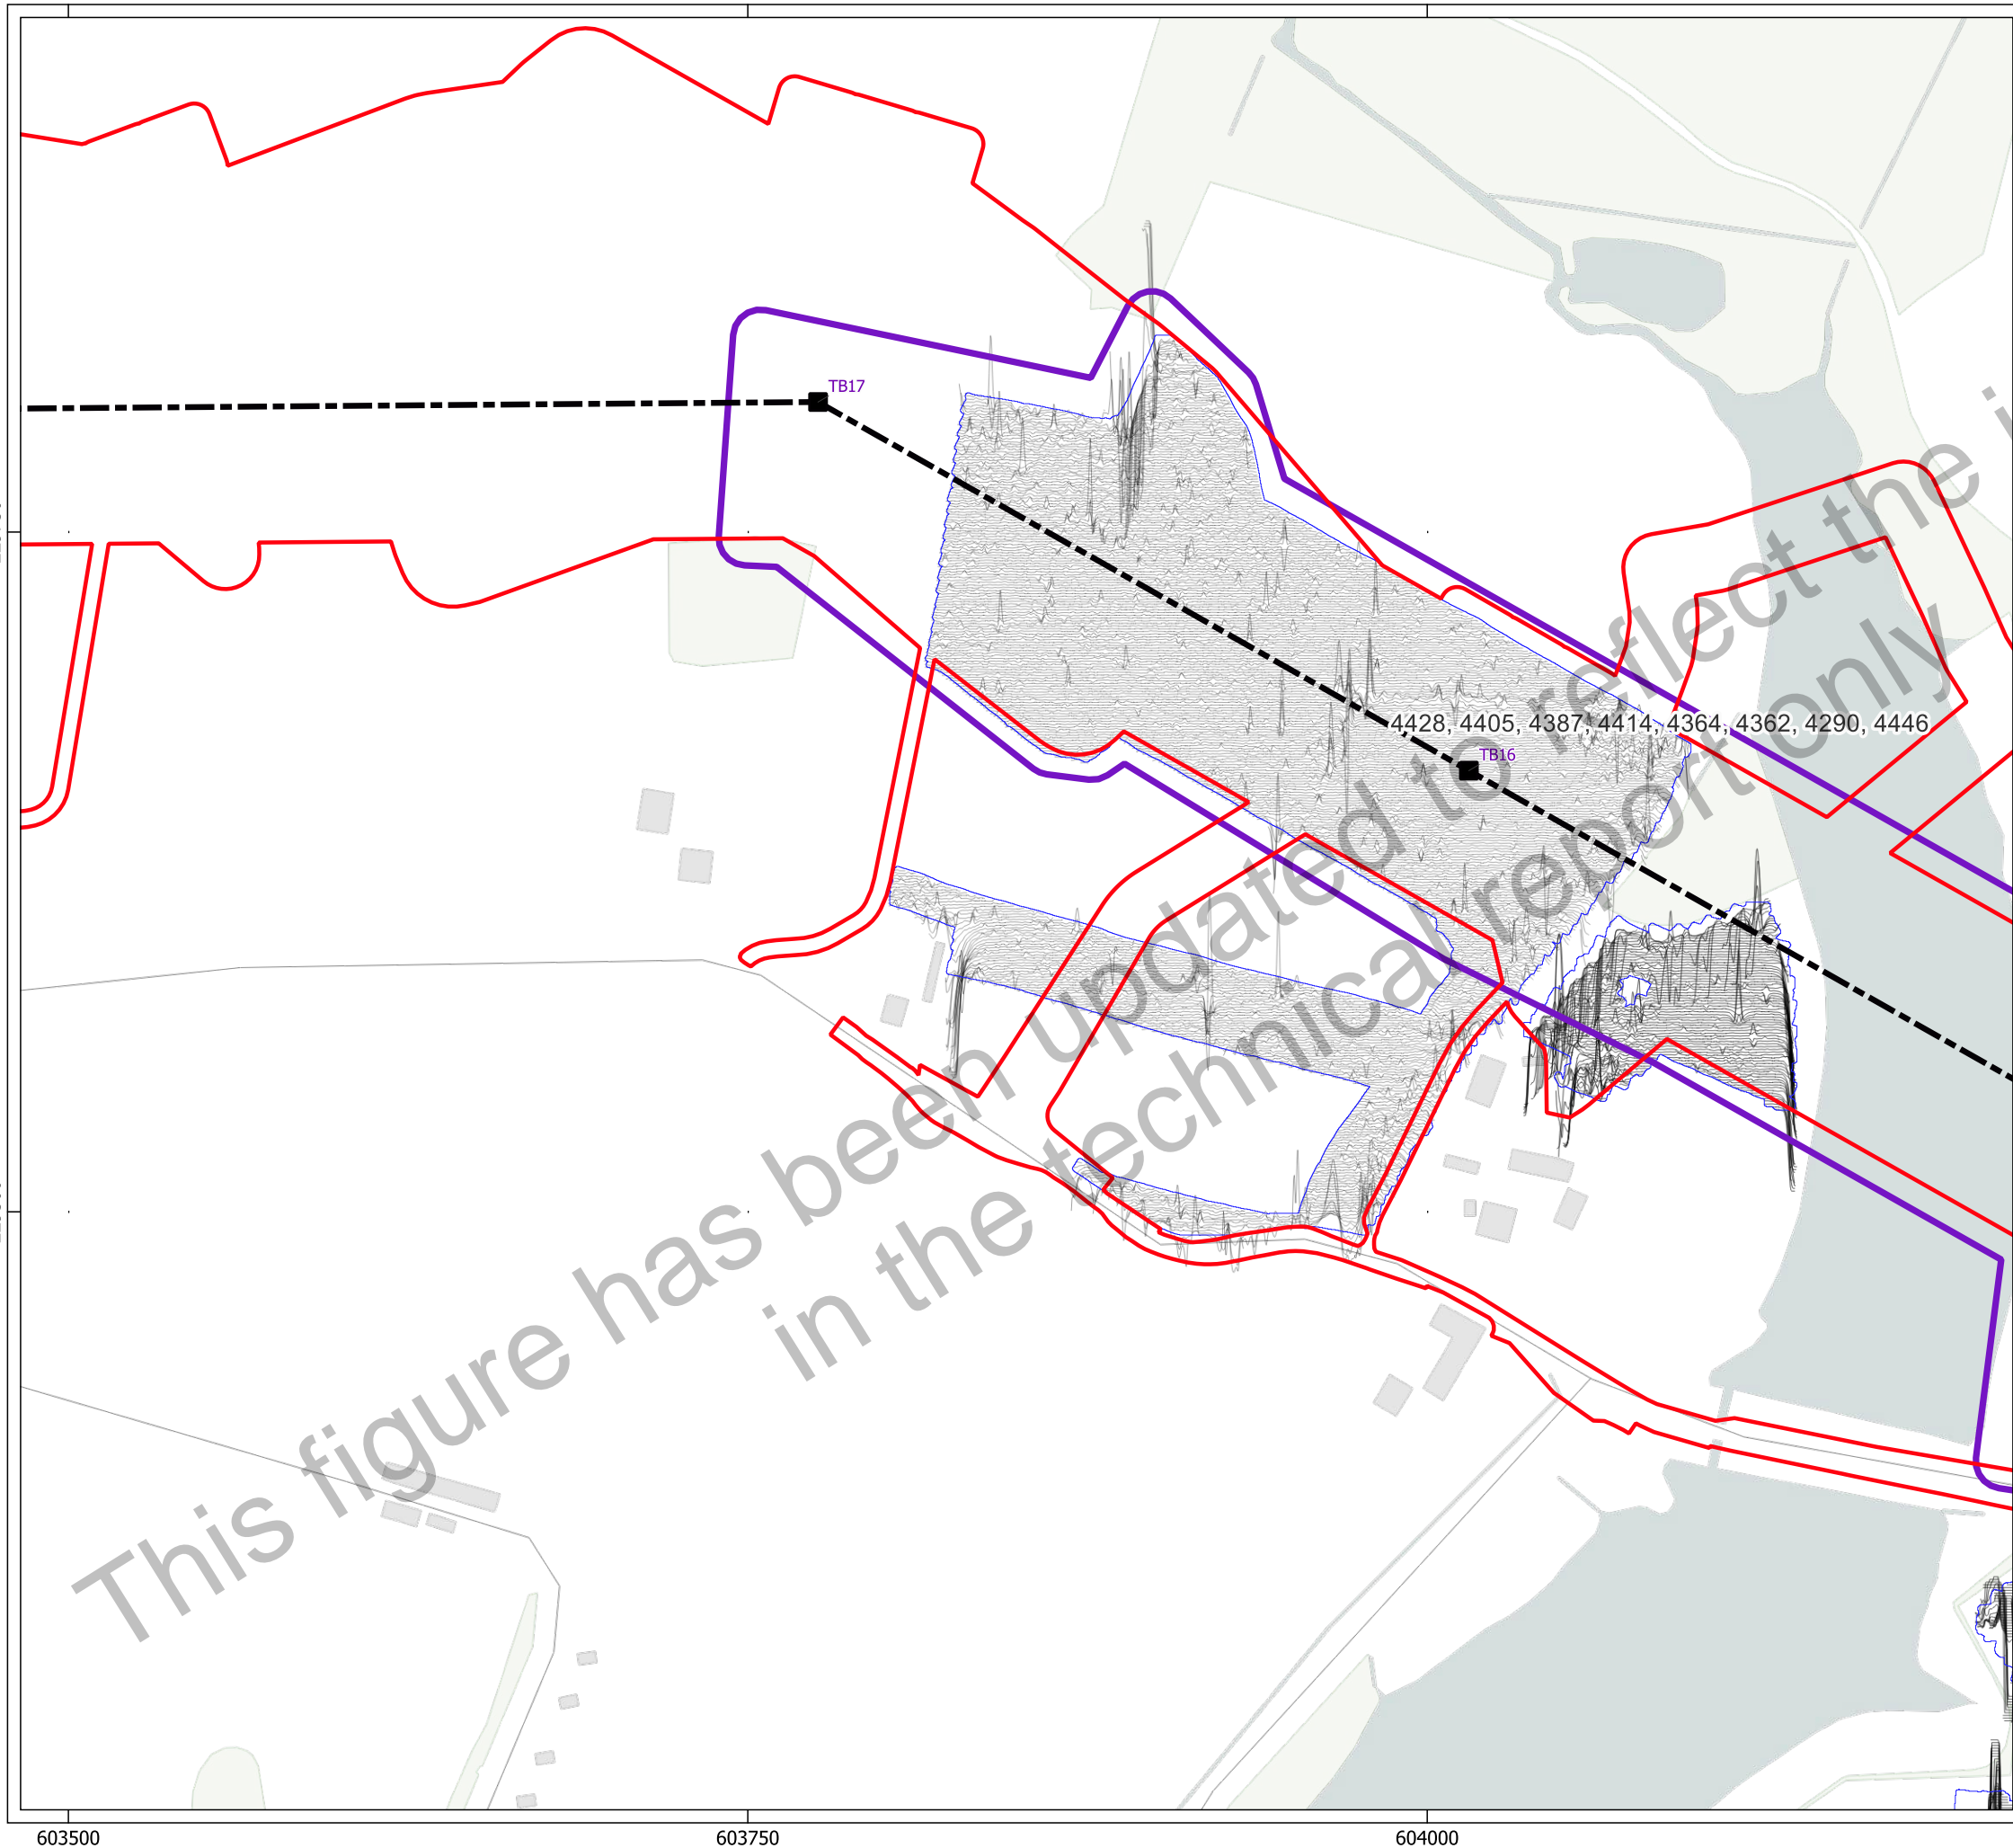 TB17
4428, 4405, 4387, 4414, 4364, 4362, 4290, 4446
TB16
This figure has been updated to reflect the
in the technical report only
603500
603750
604000